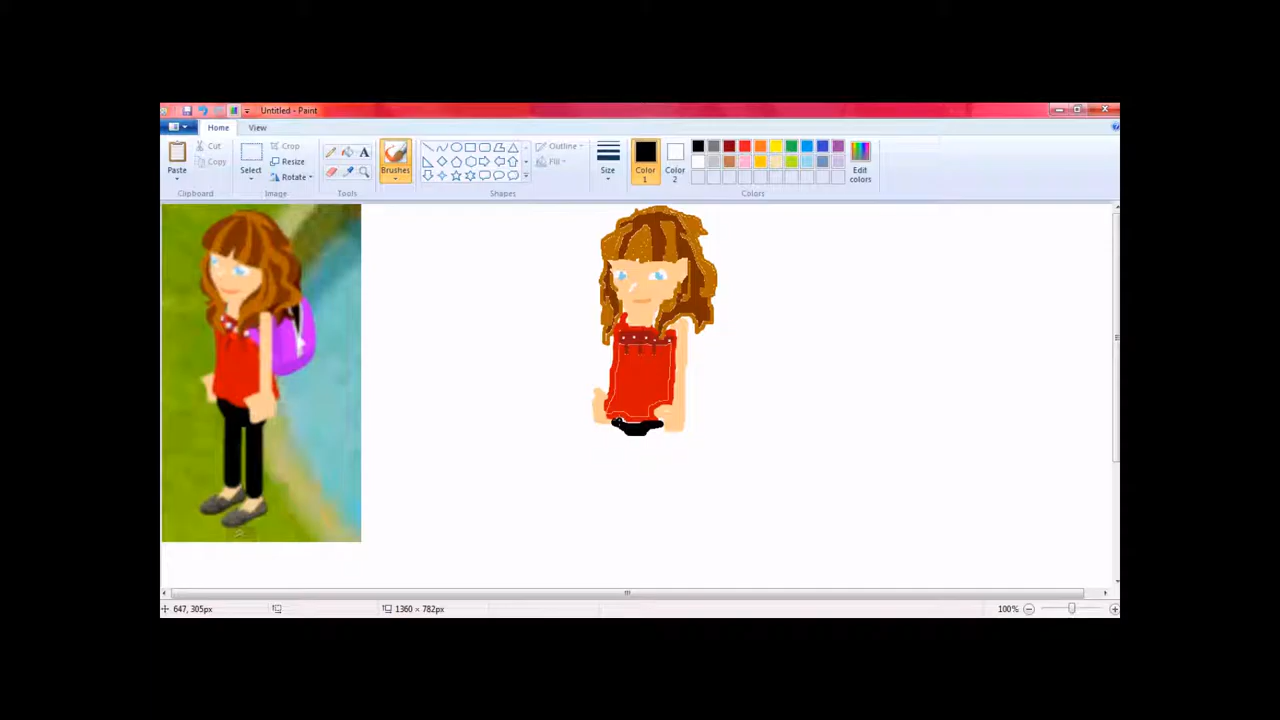 Untitled - Paint
Home View
Paste
Cut
Copy
Clipboard
Select
Crop
Resize
Rotate
Image
A
Tools
Brushes
Outline
Fill
Shapes
Size
Color 1
Color 2
Edit colors
Colors
647, 305px
1360 × 782px
100%